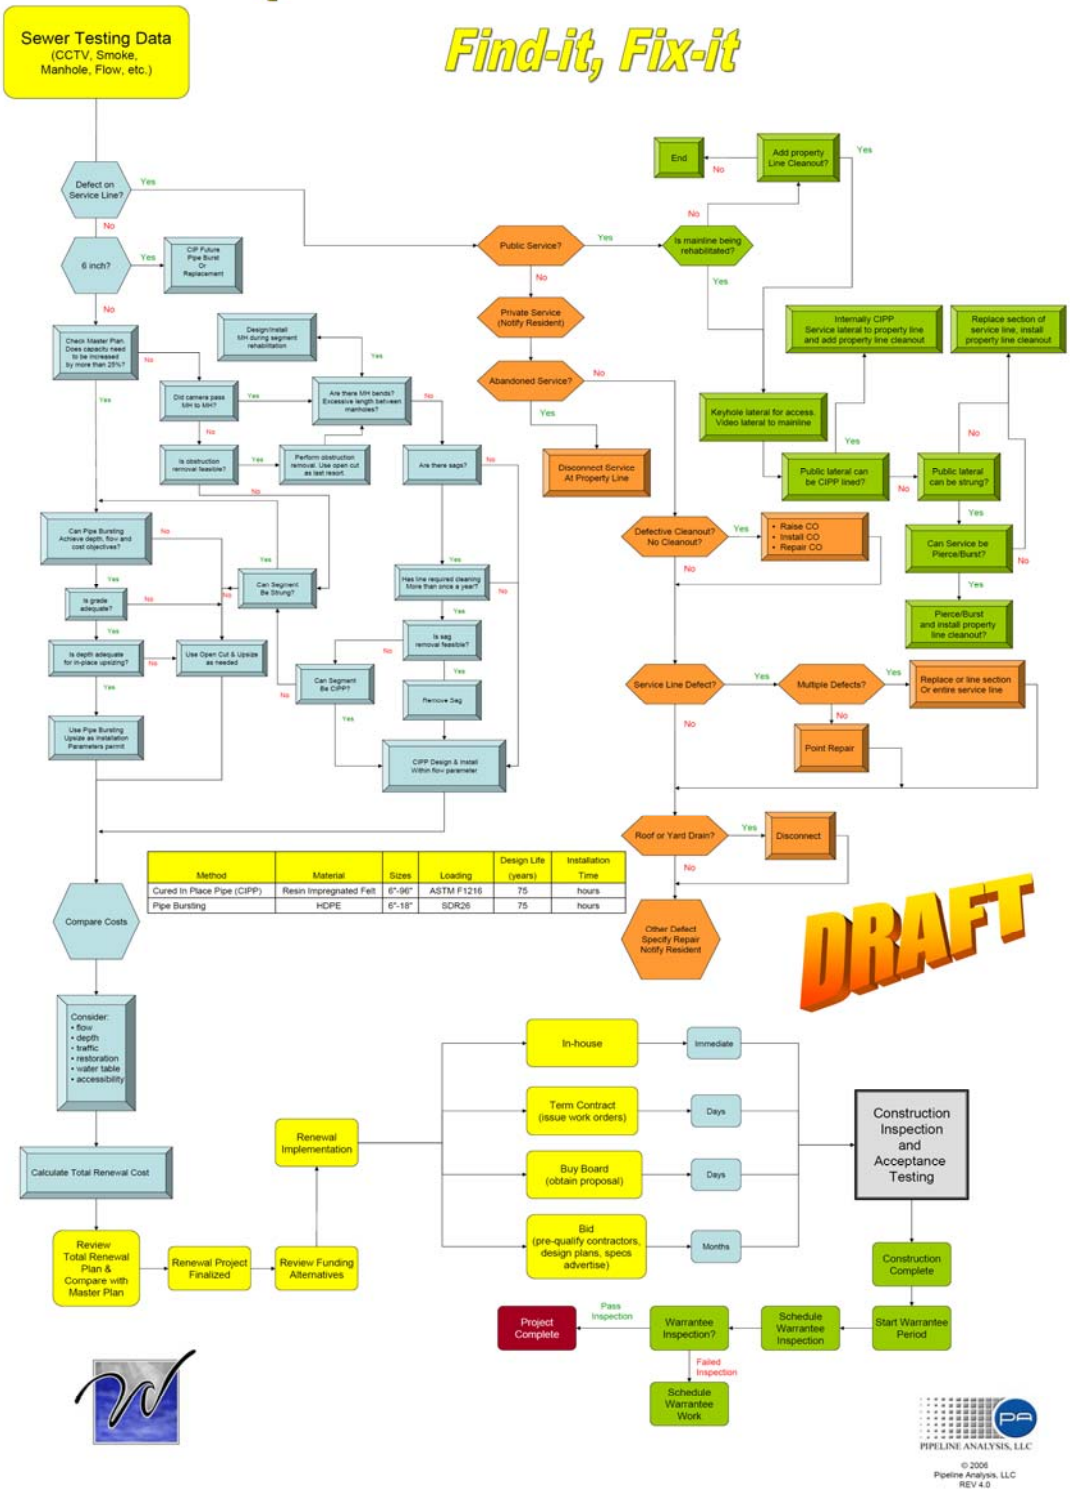 Find-it, Fix-it
Sewer Testing Data
(CCTV, Smoke,
Manhole, Flow, etc.)
Defect on
Service Line?
Yes
No
6 inch?
Yes
CIP Future
Pipe Burst
Or
Replacement
No
Check Master Plan.
Does capacity need
to be increased
by more than 25%?
No
Yes
Design/Install
MH during segment
rehabilitation
Yes
Did camera pass
MH to MH?
Yes
No
Are there MH bends?
Excessive length between
manholes?
No
Is obstruction
removal feasible?
Yes
No
Perform obstruction
removal. Use open cut
as last resort.
Are there sags?
No
Yes
Can Pipe Bursting
Achieve depth, flow and
cost objectives?
No
Yes
Is grade
adequate?
No
Yes
Can Segment
Be Strung?
Yes
No
Has line required cleaning
More than once a year?
No
Yes
Is depth adequate
for in-place upsizing?
No
Yes
Use Open Cut & Upsize
as needed
Is sag
removal feasible?
No
Yes
Can Segment
Be CIPP?
No
Yes
Remove Sag
Use Pipe Bursting
Upsize as Installation
Parameters permit
CIPP Design & Install
Within flow parameter
Public Service?
Yes
No
Private Service
(Notify Resident)
Abandoned Service?
No
Yes
Disconnect Service
At Property Line
End
No
Add property
Line Cleanout?
Yes
No
Is mainline being
rehabilitated?
Yes
Internally CIPP
Service lateral to property line
and add property line cleanout
Replace section of
service line, install
property line cleanout
Keyhole lateral for access.
Video lateral to mainline
Yes
No
Public lateral can
be CIPP lined?
No
Public lateral
can be strung?
Yes
Can Service be
Pierce/Burst?
No
Yes
Pierce/Burst
and install property
line cleanout?
Defective Cleanout?
No Cleanout?
Yes
No
• Raise CO
• Install CO
• Repair CO
Service Line Defect?
Yes
No
Multiple Defects?
Yes
No
Replace or line section
Or entire service line
Point Repair
Roof or Yard Drain?
Yes
No
Disconnect
Other Defect
Specify Repair
Notify Resident
Method Material Sizes Loading Design Life (years) Installation Time
Cured In Place Pipe (CIPP) Resin Impregnated Felt 6"-96" ASTM F1216 75 hours
Pipe Bursting HDPE 6"-18" SDR26 75 hours
DRAFT
Compare Costs
Consider:
• flow
• depth
• traffic
• restoration
• water table
• accessibility
Calculate Total Renewal Cost
Review
Total Renewal
Plan &
Compare with
Master Plan
Renewal Project
Finalized
Review Funding
Alternatives
Renewal
Implementation
In-house
Immediate
Term Contract
(issue work orders)
Days
Buy Board
(obtain proposal)
Days
Bid
(pre-qualify contractors,
design plans, specs
advertise)
Months
Construction
Inspection
and
Acceptance
Testing
Construction
Complete
Start Warrantee
Period
Schedule
Warrantee
Inspection
Warrantee
Inspection?
Pass
Inspection
Project
Complete
Failed
Inspection
Schedule
Warrantee
Work
PA
PIPELINE ANALYSIS, LLC
© 2006
Pipeline Analysis, LLC
REV 4.0